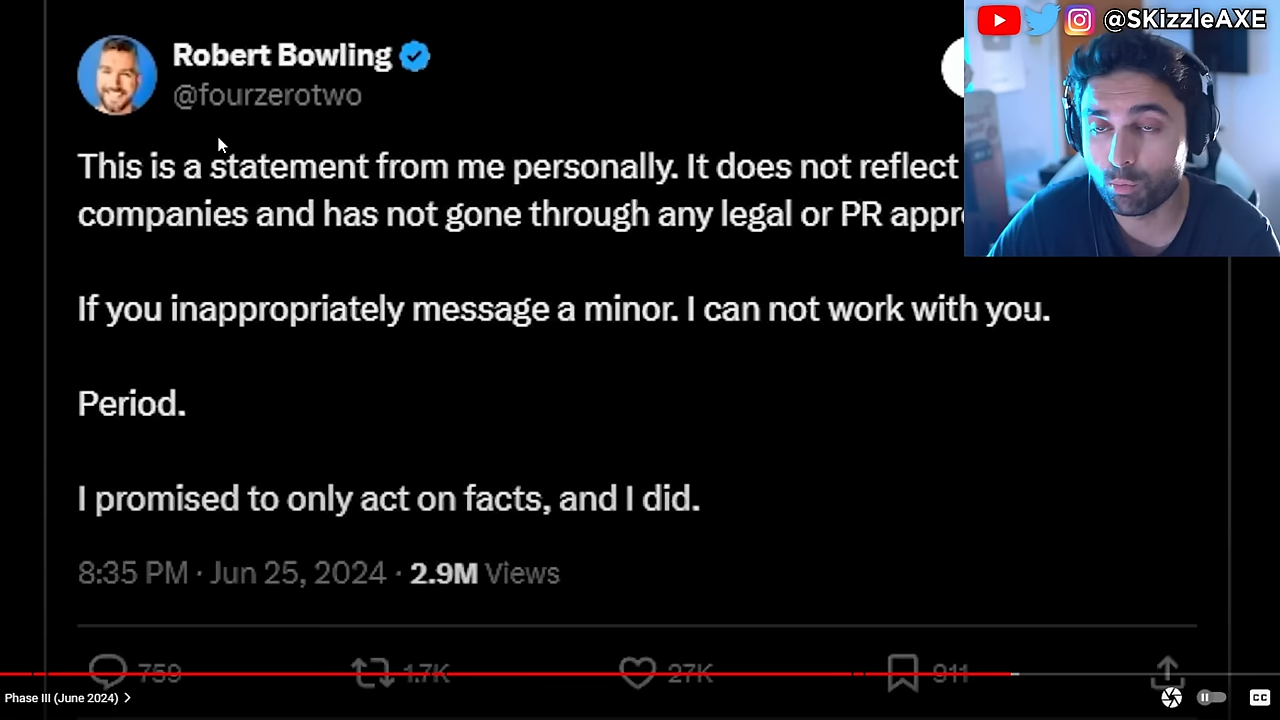 @SKizzleAXE
Robert Bowling
@fourzerotwo
This is a statement from me personally. It does not reflect
companies and has not gone through any legal or PR
If you inappropriately message a minor. I can not work with you.
Period.
I promised to only act on facts, and I did.
8:35 PM · Jun 25, 2024 · 2.9M Views
759 1.7K 27K 911
Phase III (June 2024)
CC